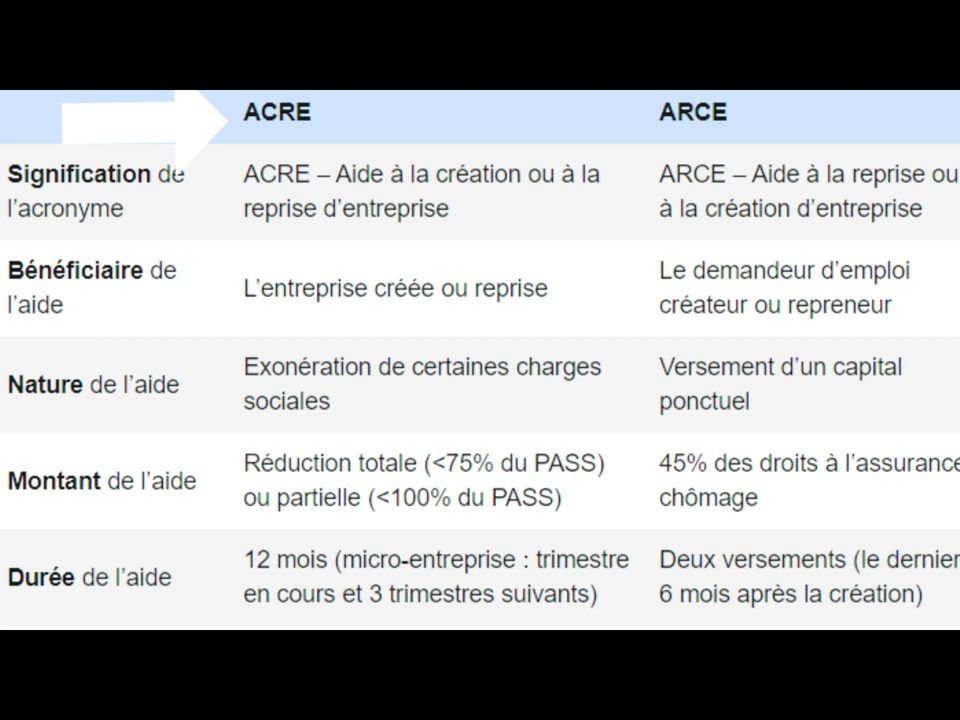 ACRE
ARCE
Signification de
l'acronyme
ACRE – Aide à la création ou à la
reprise d'entreprise
ARCE – Aide à la reprise ou
à la création d'entreprise
Bénéficiaire de
l'aide
L'entreprise créée ou reprise
Le demandeur d'emploi
créateur ou repreneur
Nature de l'aide
Exonération de certaines charges
sociales
Versement d'un capital
ponctuel
Montant de l'aide
Réduction totale (<75% du PASS)
ou partielle (<100% du PASS)
45% des droits à l'assurance
chômage
Durée de l'aide
12 mois (micro-entreprise : trimestre
en cours et 3 trimestres suivants)
Deux versements (le dernier
6 mois après la création)